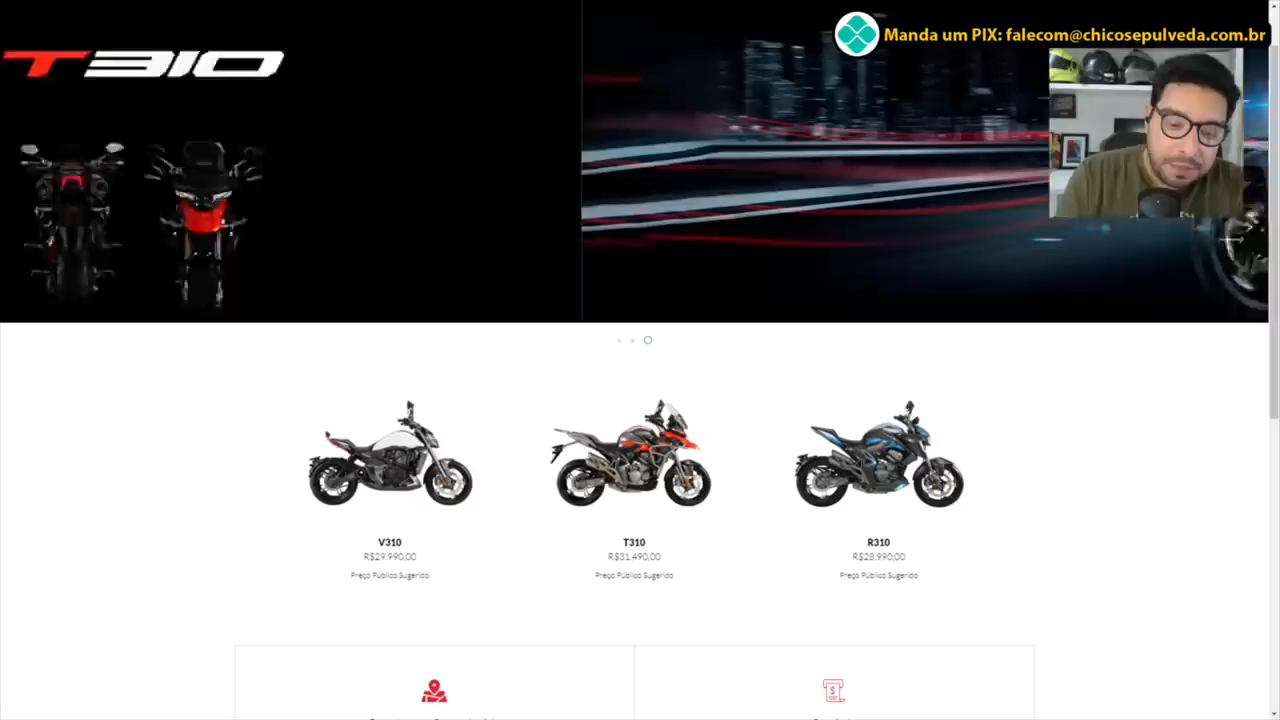 T310
Manda um PIX: falecom@chicosepulveda.com.br
V310
R$29.990,00
Preço Público Sugerido
T310
R$31.490,00
Preço Público Sugerido
R310
R$28.990,00
Preço Público Sugerido